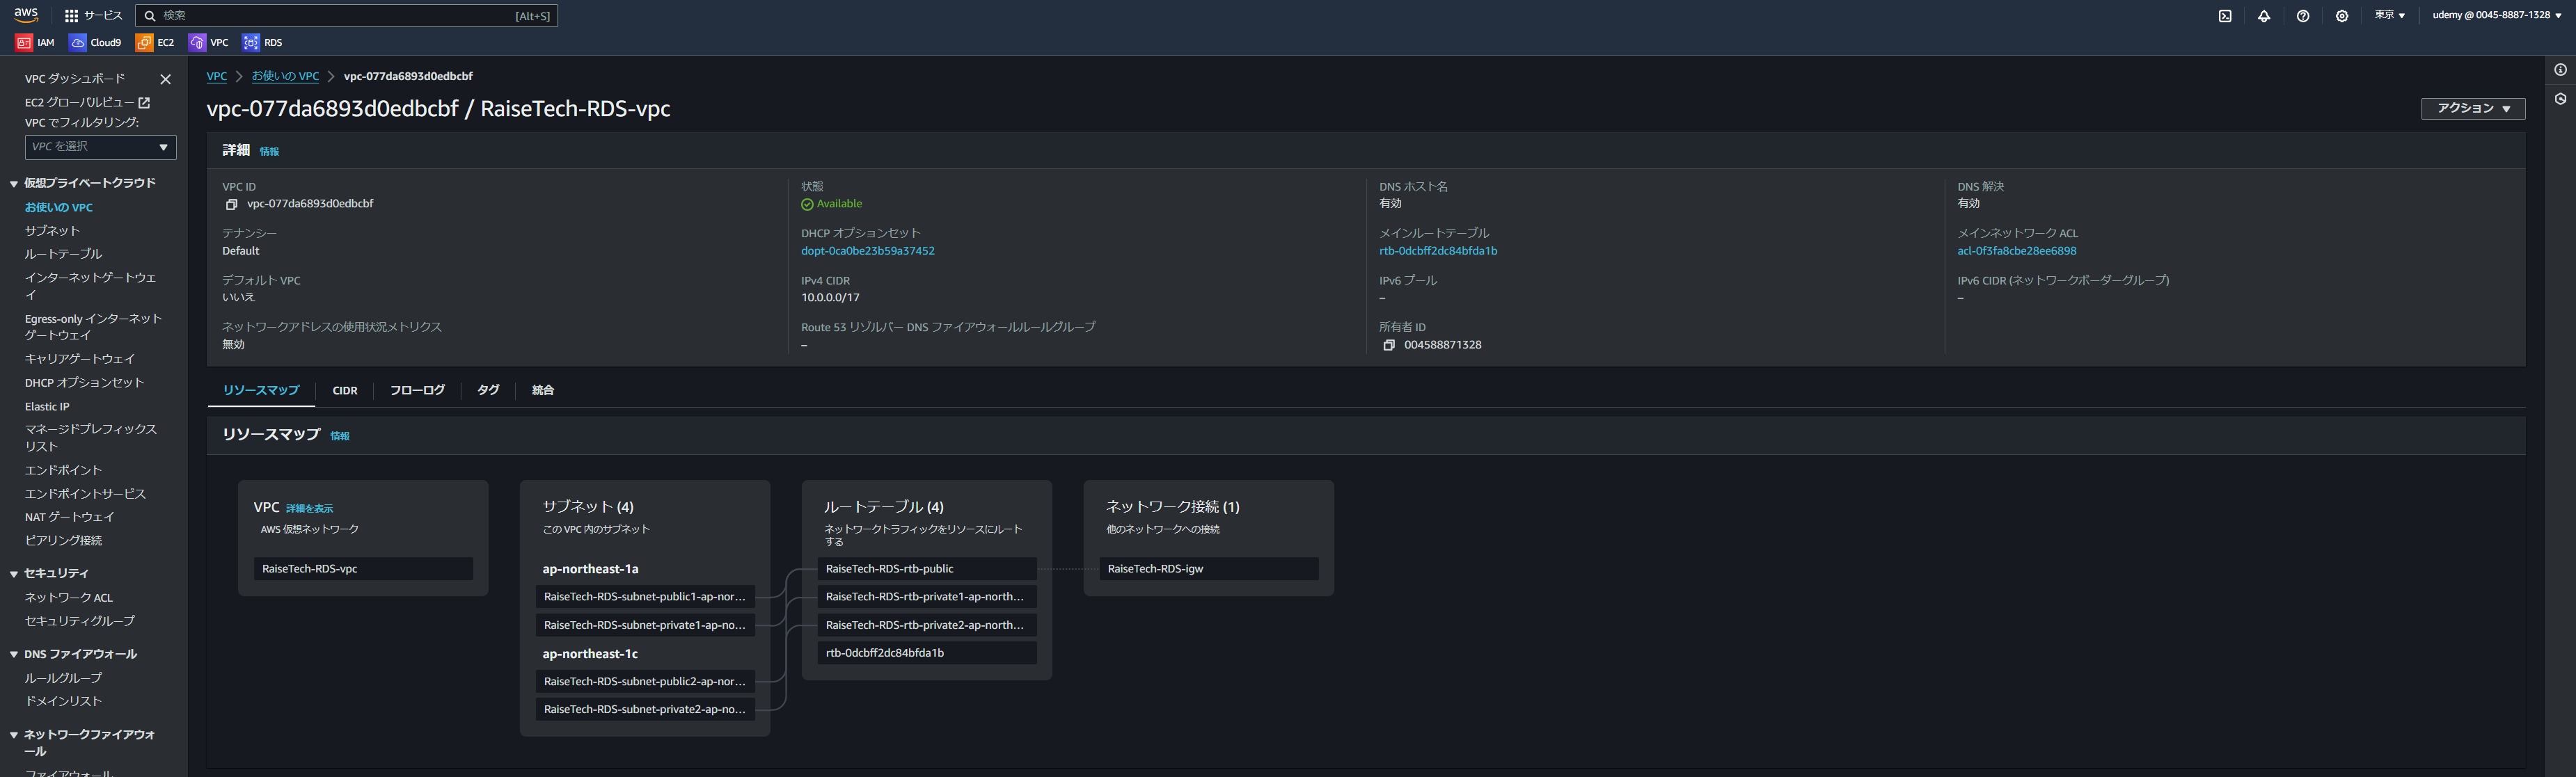 aws
サービス
検索
[Alt+S]
東京
udemy @ 0045-8887-1328
IAM
Cloud9
EC2
VPC
RDS
VPC ダッシュボード
EC2 グローバルビュー
VPC でフィルタリング:
VPC を選択
仮想プライベートクラウド
お使いの VPC
サブネット
ルートテーブル
インターネットゲートウェ
イ
Egress-only インターネット
ゲートウェイ
キャリアゲートウェイ
DHCP オプションセット
Elastic IP
マネージドプレフィックス
リスト
エンドポイント
エンドポイントサービス
NAT ゲートウェイ
ピアリング接続
セキュリティ
ネットワーク ACL
セキュリティグループ
DNS ファイアウォール
ルールグループ
ドメインリスト
ネットワークファイアウォ
ール
ファイアウォール
VPC
お使いの VPC
vpc-077da6893d0edbcbf
vpc-077da6893d0edbcbf / RaiseTech-RDS-vpc
アクション
詳細 情報
VPC ID
vpc-077da6893d0edbcbf
状態
Available
DNS ホスト名
有効
DNS 解決
有効
テナンシー
Default
DHCP オプションセット
dopt-0ca0be23b59a37452
メインルートテーブル
rtb-0dcbff2dc84bfda1b
メインネットワーク ACL
acl-0f3fa8cbe28ee6898
デフォルト VPC
いいえ
IPv4 CIDR
10.0.0.0/17
IPv6 プール
–
IPv6 CIDR (ネットワークボーダーグループ)
–
ネットワークアドレスの使用状況メトリクス
無効
Route 53 リゾルバー DNS ファイアウォールルールグループ
–
所有者 ID
004588871328
リソースマップ
CIDR
フローログ
タグ
統合
リソースマップ 情報
VPC 詳細を表示
AWS 仮想ネットワーク
RaiseTech-RDS-vpc
サブネット (4)
この VPC 内のサブネット
ap-northeast-1a
RaiseTech-RDS-subnet-public1-ap-nor...
RaiseTech-RDS-subnet-private1-ap-no...
ap-northeast-1c
RaiseTech-RDS-subnet-public2-ap-nor...
RaiseTech-RDS-subnet-private2-ap-no...
ルートテーブル (4)
ネットワークトラフィックをリソースにルート
する
RaiseTech-RDS-rtb-public
RaiseTech-RDS-rtb-private1-ap-north...
RaiseTech-RDS-rtb-private2-ap-north...
rtb-0dcbff2dc84bfda1b
ネットワーク接続 (1)
他のネットワークへの接続
RaiseTech-RDS-igw